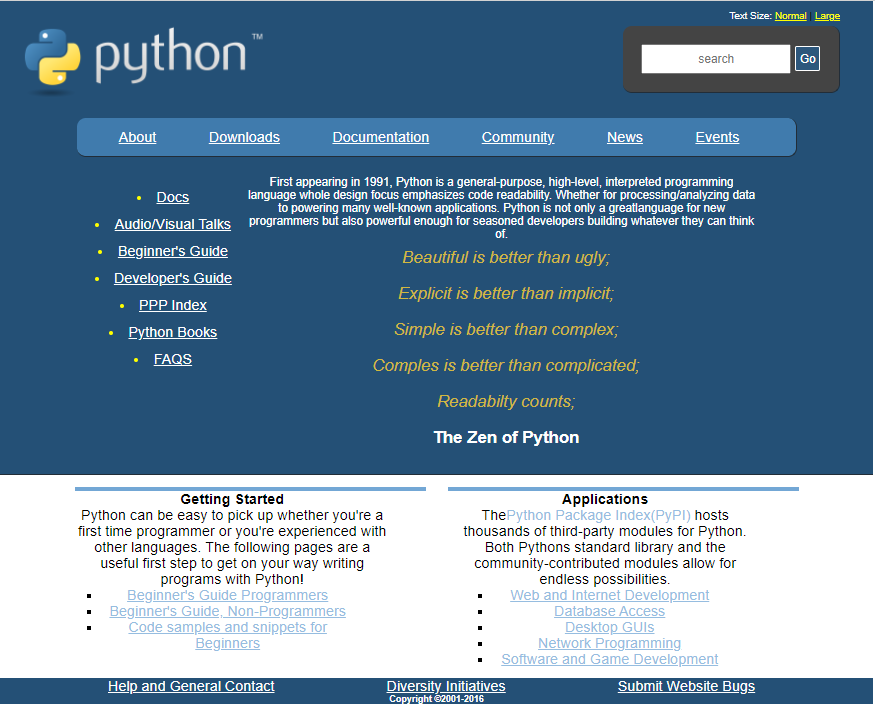 Text Size: Normal | Large
python™
search Go
About Downloads Documentation Community News Events
Docs
Audio/Visual Talks
Beginner's Guide
Developer's Guide
PPP Index
Python Books
FAQS
First appearing in 1991, Python is a general-purpose, high-level, interpreted programming
language whole design focus emphasizes code readability. Whether for processing/analyzing data
to powering many well-known applications. Python is not only a greatlanguage for new
programmers but also powerful enough for seasoned developers building whatever they can think
of.
Beautiful is better than ugly;
Explicit is better than implicit;
Simple is better than complex;
Comples is better than complicated;
Readabilty counts;
The Zen of Python
Getting Started
Python can be easy to pick up whether you're a
first time programmer or you're experienced with
other languages. The following pages are a
useful first step to get on your way writing
programs with Python!
Beginner's Guide Programmers
Beginner's Guide, Non-Programmers
Code samples and snippets for
Beginners
Applications
ThePython Package Index(PyPI) hosts
thousands of third-party modules for Python.
Both Pythons standard library and the
community-contributed modules allow for
endless possibilities.
Web and Internet Development
Database Access
Desktop GUIs
Network Programming
Software and Game Development
Help and General Contact Diversity Initiatives Submit Website Bugs
Copyright ©2001-2016